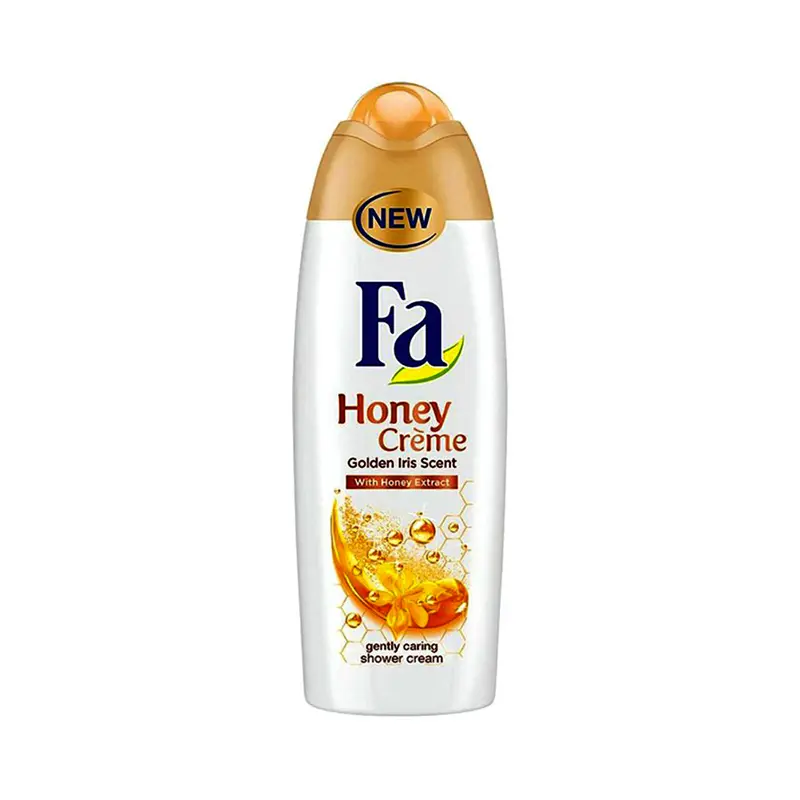 NEW
Fa
Honey
Crème
Golden Iris Scent
With Honey Extract
gently caring
shower cream